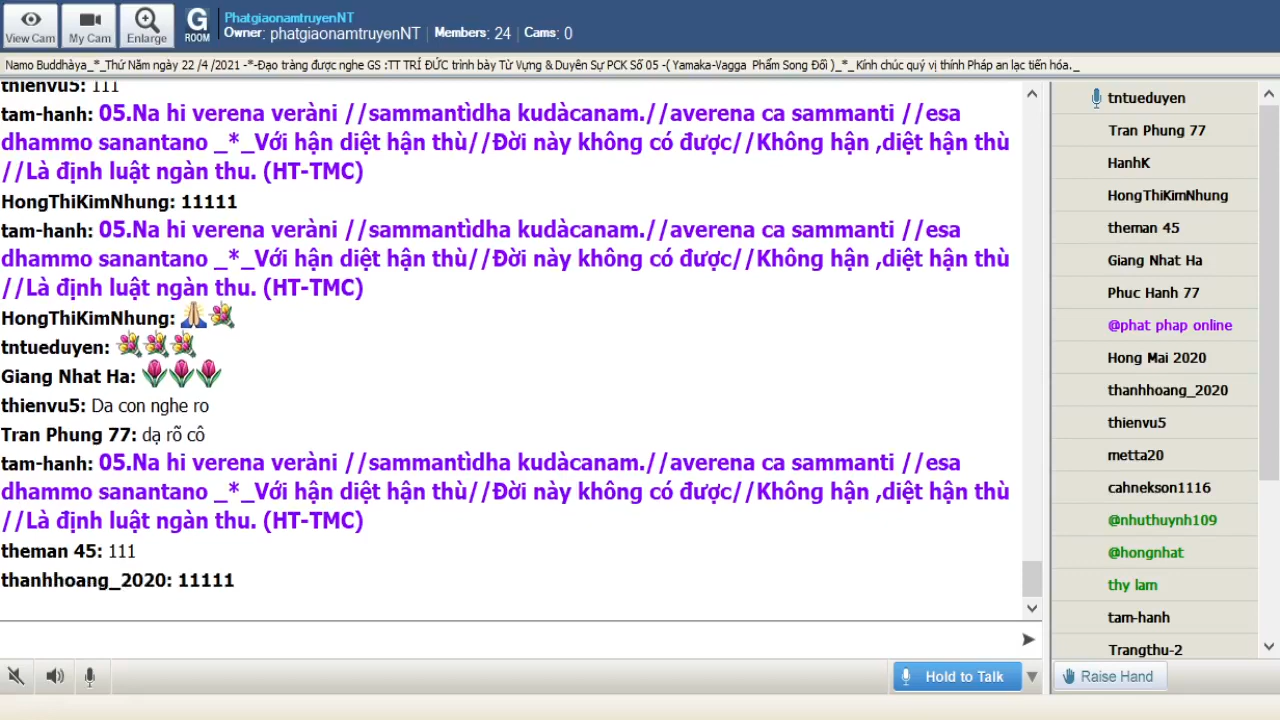 View Cam
My Cam
Enlarge
G
ROOM
PhatgiaonamtruyenNT
Owner: phatgiaonamtruyenNT | Members: 24 | Cams: 0
Namo Buddhàya_*_Thứ Năm ngày 22 /4 /2021 -*-Đạo tràng được nghe GS :TT TRÍ ĐỨC trình bày Từ Vựng & Duyên Sự PCK Số 05 -( Yamaka-Vagga Phẩm Song Đối )_*_ Kính chúc quý vị thính Pháp an lạc tiến hóa._
thienvu5: 111
tam-hanh: 05.Na hi verena veràni //sammantìdha kudàcanam.//averena ca sammanti //esa
dhammo sanantano _*_Với hận diệt hận thù//Đời này không có được//Không hận ,diệt hận thù
//Là định luật ngàn thu. (HT-TMC)
HongThiKimNhung: 11111
tam-hanh: 05.Na hi verena veràni //sammantìdha kudàcanam.//averena ca sammanti //esa
dhammo sanantano _*_Với hận diệt hận thù//Đời này không có được//Không hận ,diệt hận thù
//Là định luật ngàn thu. (HT-TMC)
HongThiKimNhung:
tntueduyen:
Giang Nhat Ha:
thienvu5: Da con nghe ro
Tran Phung 77: dạ rõ cô
tam-hanh: 05.Na hi verena veràni //sammantìdha kudàcanam.//averena ca sammanti //esa
dhammo sanantano _*_Với hận diệt hận thù//Đời này không có được//Không hận ,diệt hận thù
//Là định luật ngàn thu. (HT-TMC)
theman 45: 111
thanhhoang_2020: 11111
Hold to Talk
tntueduyen
Tran Phung 77
HanhK
HongThiKimNhung
theman 45
Giang Nhat Ha
Phuc Hanh 77
@phat phap online
Hong Mai 2020
thanhhoang_2020
thienvu5
metta20
cahnekson1116
@nhuthuynh109
@hongnhat
thy lam
tam-hanh
Trangthu-2
Raise Hand